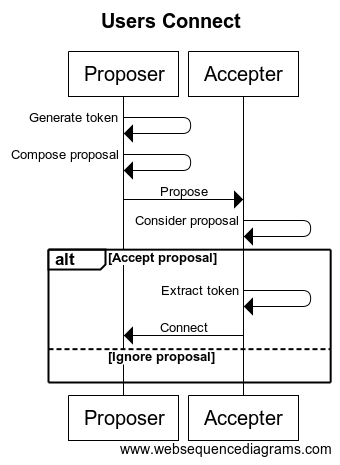 Users Connect
Proposer Accepter
Generate token
Compose proposal
Propose
Consider proposal
alt [Accept proposal]
Extract token
Connect
[Ignore proposal]
Proposer Accepter
www.websequencediagrams.com